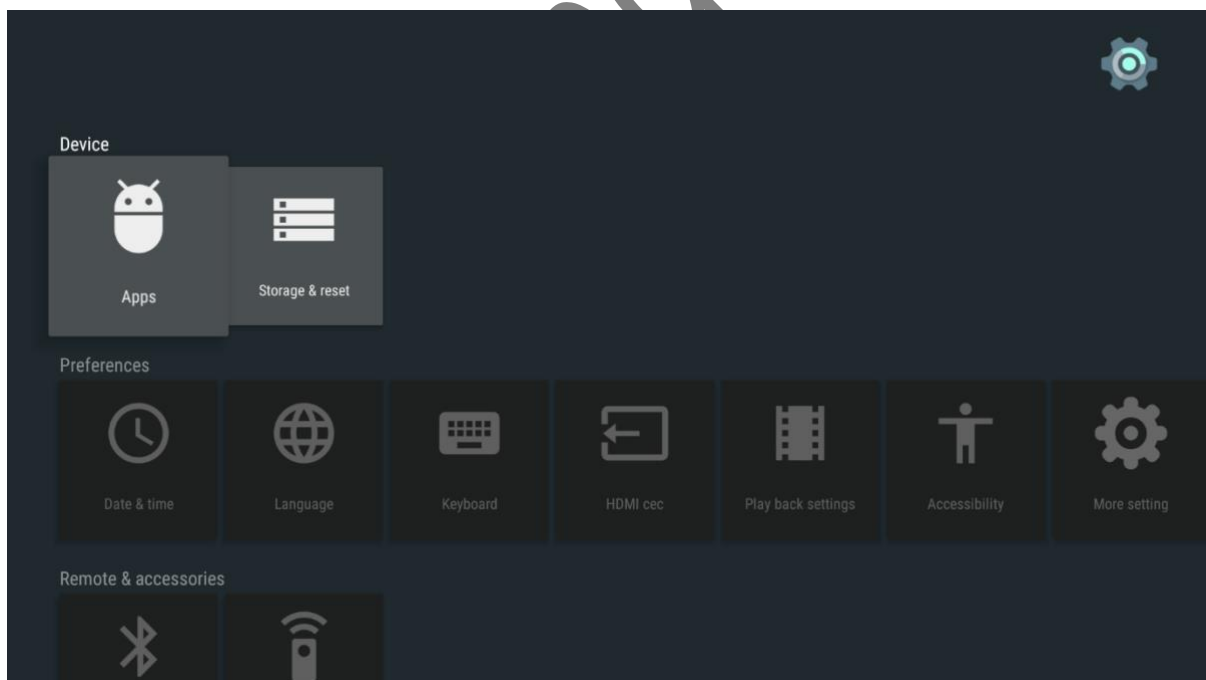 Device
Apps
Storage & reset
Preferences
Date & time
Language
Keyboard
HDMI cec
Play back settings
Accessibility
More setting
Remote & accessories